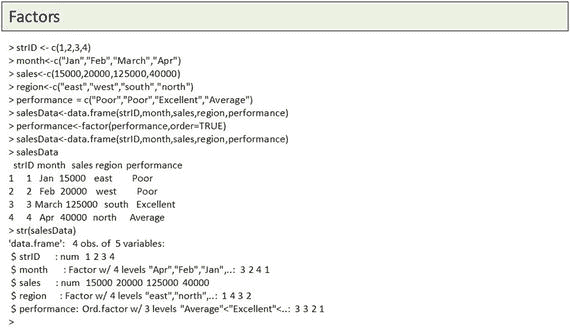 Factors
> strID <- c(1,2,3,4)
> month<-c("Jan","Feb","March","Apr")
> sales<-c(15000,20000,125000,40000)
> region<-c("east","west","south","north")
> performance = c("Poor","Poor","Excellent","Average")
> salesData<-data.frame(strID,month,sales,region,performance)
> performance<-factor(performance,order=TRUE)
> salesData<-data.frame(strID,month,sales,region,performance)
> salesData
strID month sales region performance
1 1 Jan 15000 east Poor
2 2 Feb 20000 west Poor
3 3 March 125000 south Excellent
4 4 Apr 40000 north Average
> str(salesData)
'data.frame': 4 obs. of 5 variables:
$ strID : num 1 2 3 4
$ month : Factor w/ 4 levels "Apr","Feb","Jan",..: 3 2 4 1
$ sales : num 15000 20000 125000 40000
$ region : Factor w/ 4 levels "east","north",..: 1 4 3 2
$ performance: Ord.factor w/ 3 levels "Average"<"Excellent"<..: 3 3 2 1
>